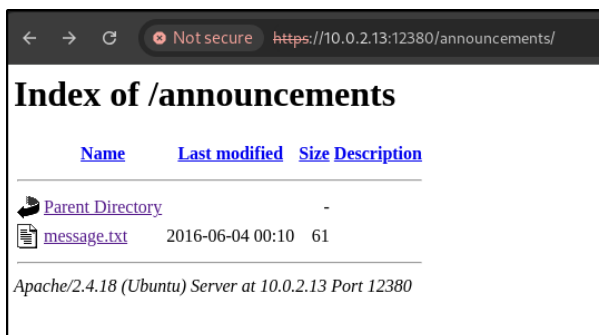 Not secure https://10.0.2.13:12380/announcements/
Index of /announcements
Name Last modified Size Description
Parent Directory -
message.txt 2016-06-04 00:10 61
Apache/2.4.18 (Ubuntu) Server at 10.0.2.13 Port 12380